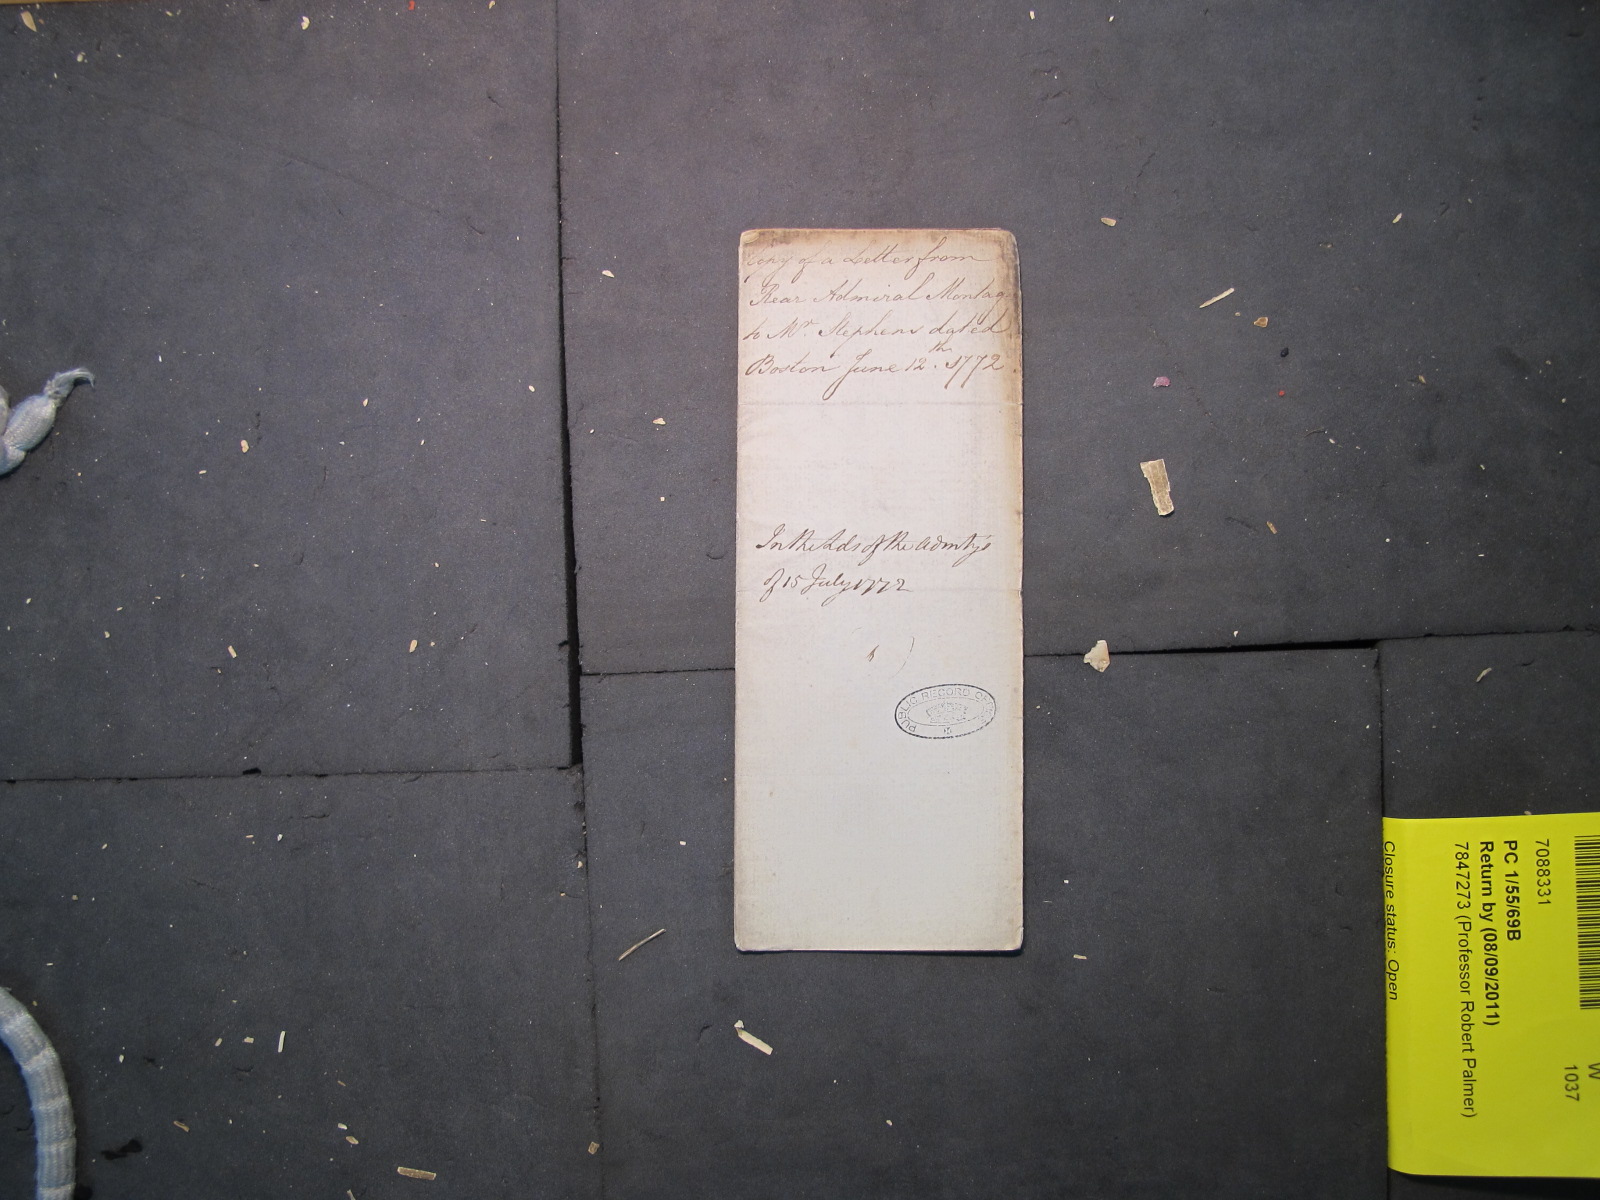 Copy of a Letter from
Rear Admiral Montag
to Mr. Stephens dated
Boston June 12th. 1772
In the Lds of the Admty's
of 15 July 1772
PUBLIC RECORD OFFICE
7088331
PC 1/55/69B
Return by (08/09/2011)
7847273 (Professor Robert Palmer)
Closure status: Open
W
1037